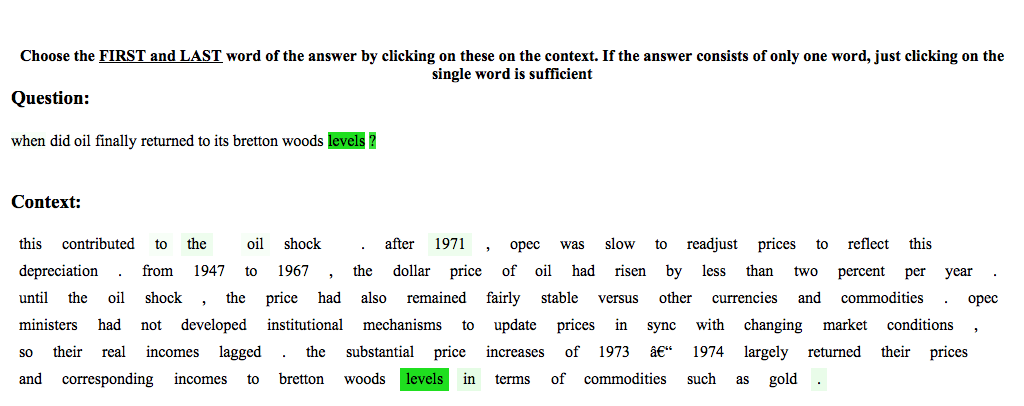 Choose the FIRST and LAST word of the answer by clicking on these on the context. If the answer consists of only one word, just clicking on the
single word is sufficient
Question:
when did oil finally returned to its bretton woods levels ?
Context:
this contributed to the oil shock . after 1971 , opec was slow to readjust prices to reflect this
depreciation . from 1947 to 1967 , the dollar price of oil had risen by less than two percent per year .
until the oil shock , the price had also remained fairly stable versus other currencies and commodities . opec
ministers had not developed institutional mechanisms to update prices in sync with changing market conditions ,
so their real incomes lagged . the substantial price increases of 1973 â€“ 1974 largely returned their prices
and corresponding incomes to bretton woods levels in terms of commodities such as gold .